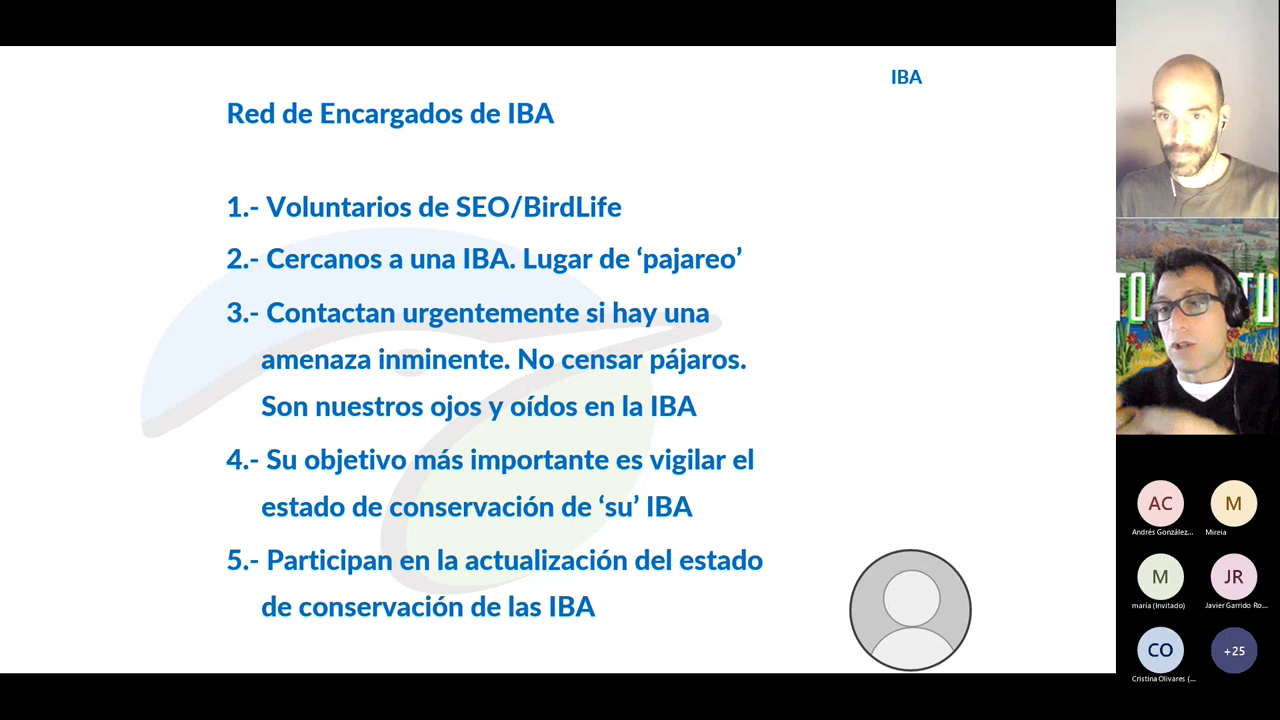 IBA
Red de Encargados de IBA
1.- Voluntarios de SEO/BirdLife
2.- Cercanos a una IBA. Lugar de ‘pajareo’
3.- Contactan urgentemente si hay una
amenaza inminente. No censar pájaros.
Son nuestros ojos y oídos en la IBA
4.- Su objetivo más importante es vigilar el
estado de conservación de ‘su’ IBA
5.- Participan en la actualización del estado
de conservación de las IBA
AC
M
Andrés González...
Mireia
M
JR
maría (Invitado)
Javier Garrido Ro...
CO
+25
Cristina Olivares (...